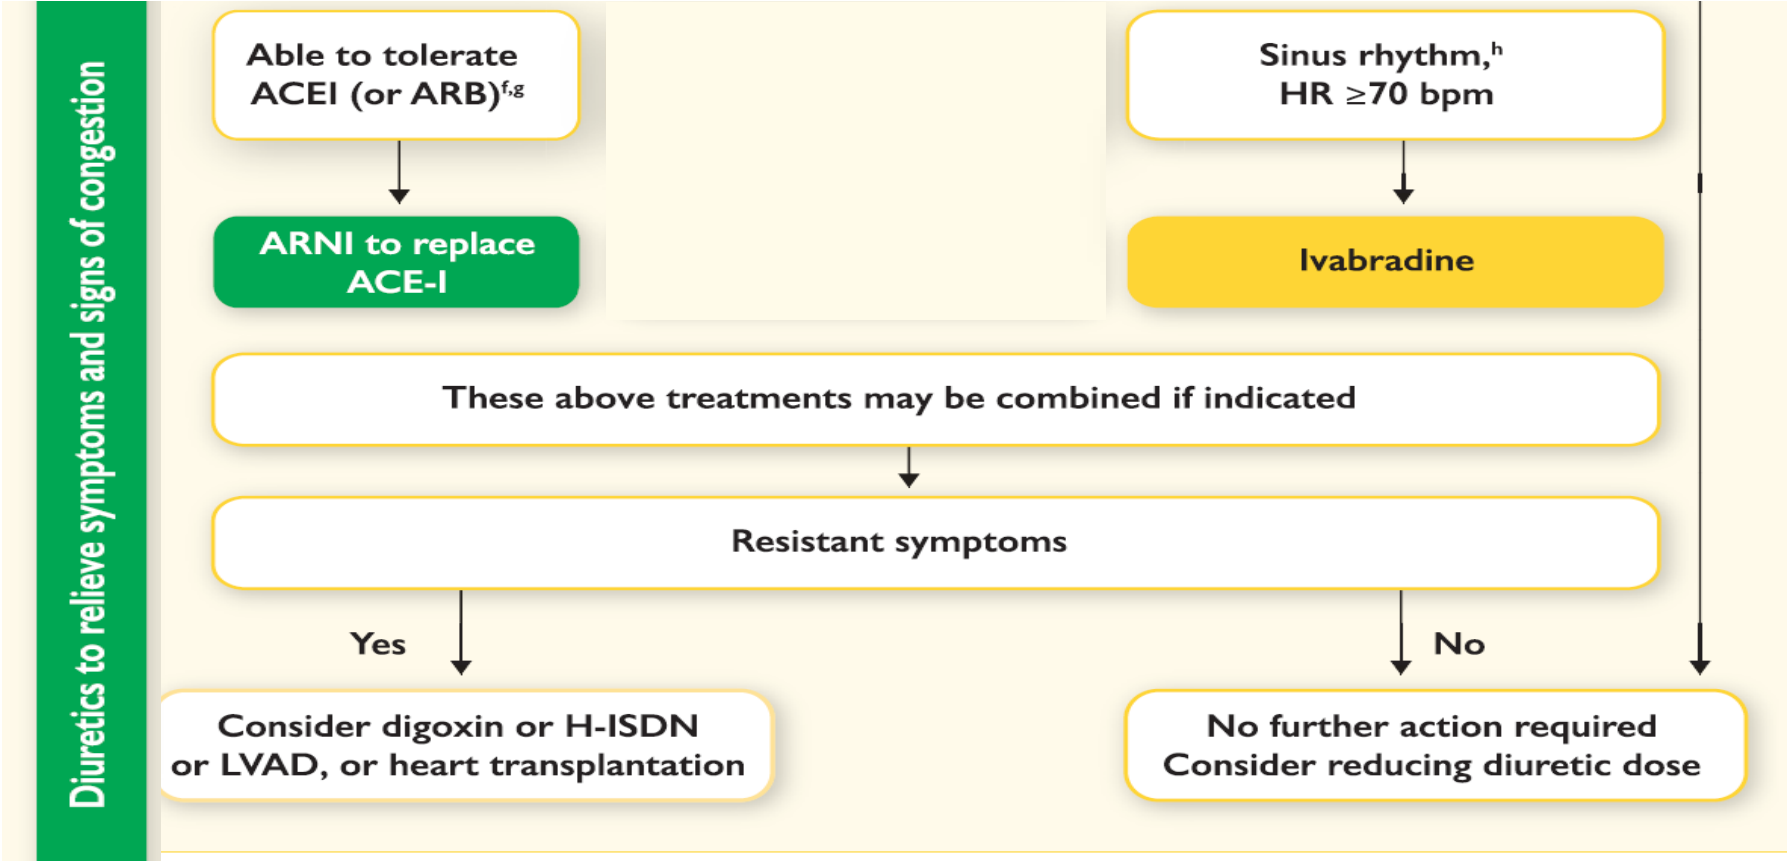 Diuretics to relieve symptoms and signs of congestion
Able to tolerate
ACEI (or ARB)f,g
Sinus rhythm,h
HR ≥70 bpm
ARNI to replace
ACE-I
Ivabradine
These above treatments may be combined if indicated
Resistant symptoms
Yes
No
Consider digoxin or H-ISDN
or LVAD, or heart transplantation
No further action required
Consider reducing diuretic dose